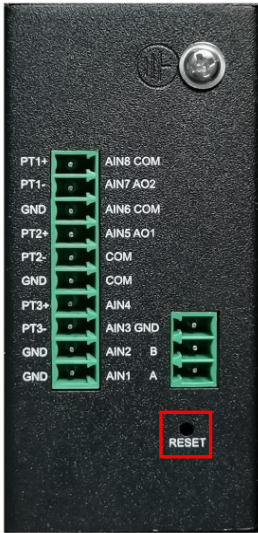 PT1+ AIN8 COM
PT1- AIN7 AO2
GND AIN6 COM
PT2+ AIN5 AO1
PT2- COM
GND COM
PT3+ AIN4
PT3- AIN3 GND
GND AIN2 B
GND AIN1 A
RESET